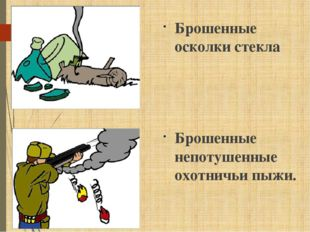 Брошенные
осколки стекла
Брошенные
непотушенные
охотничьи пыжи.